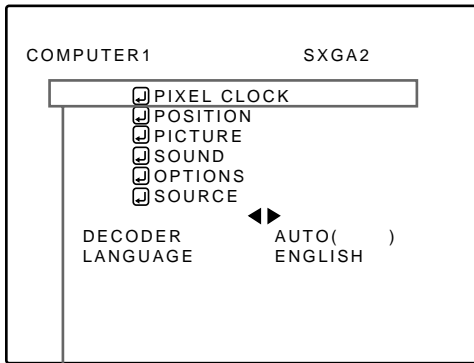 COMPUTER1 SXGA2
PIXEL CLOCK
POSITION
PICTURE
SOUND
OPTIONS
SOURCE
DECODER AUTO( )
LANGUAGE ENGLISH